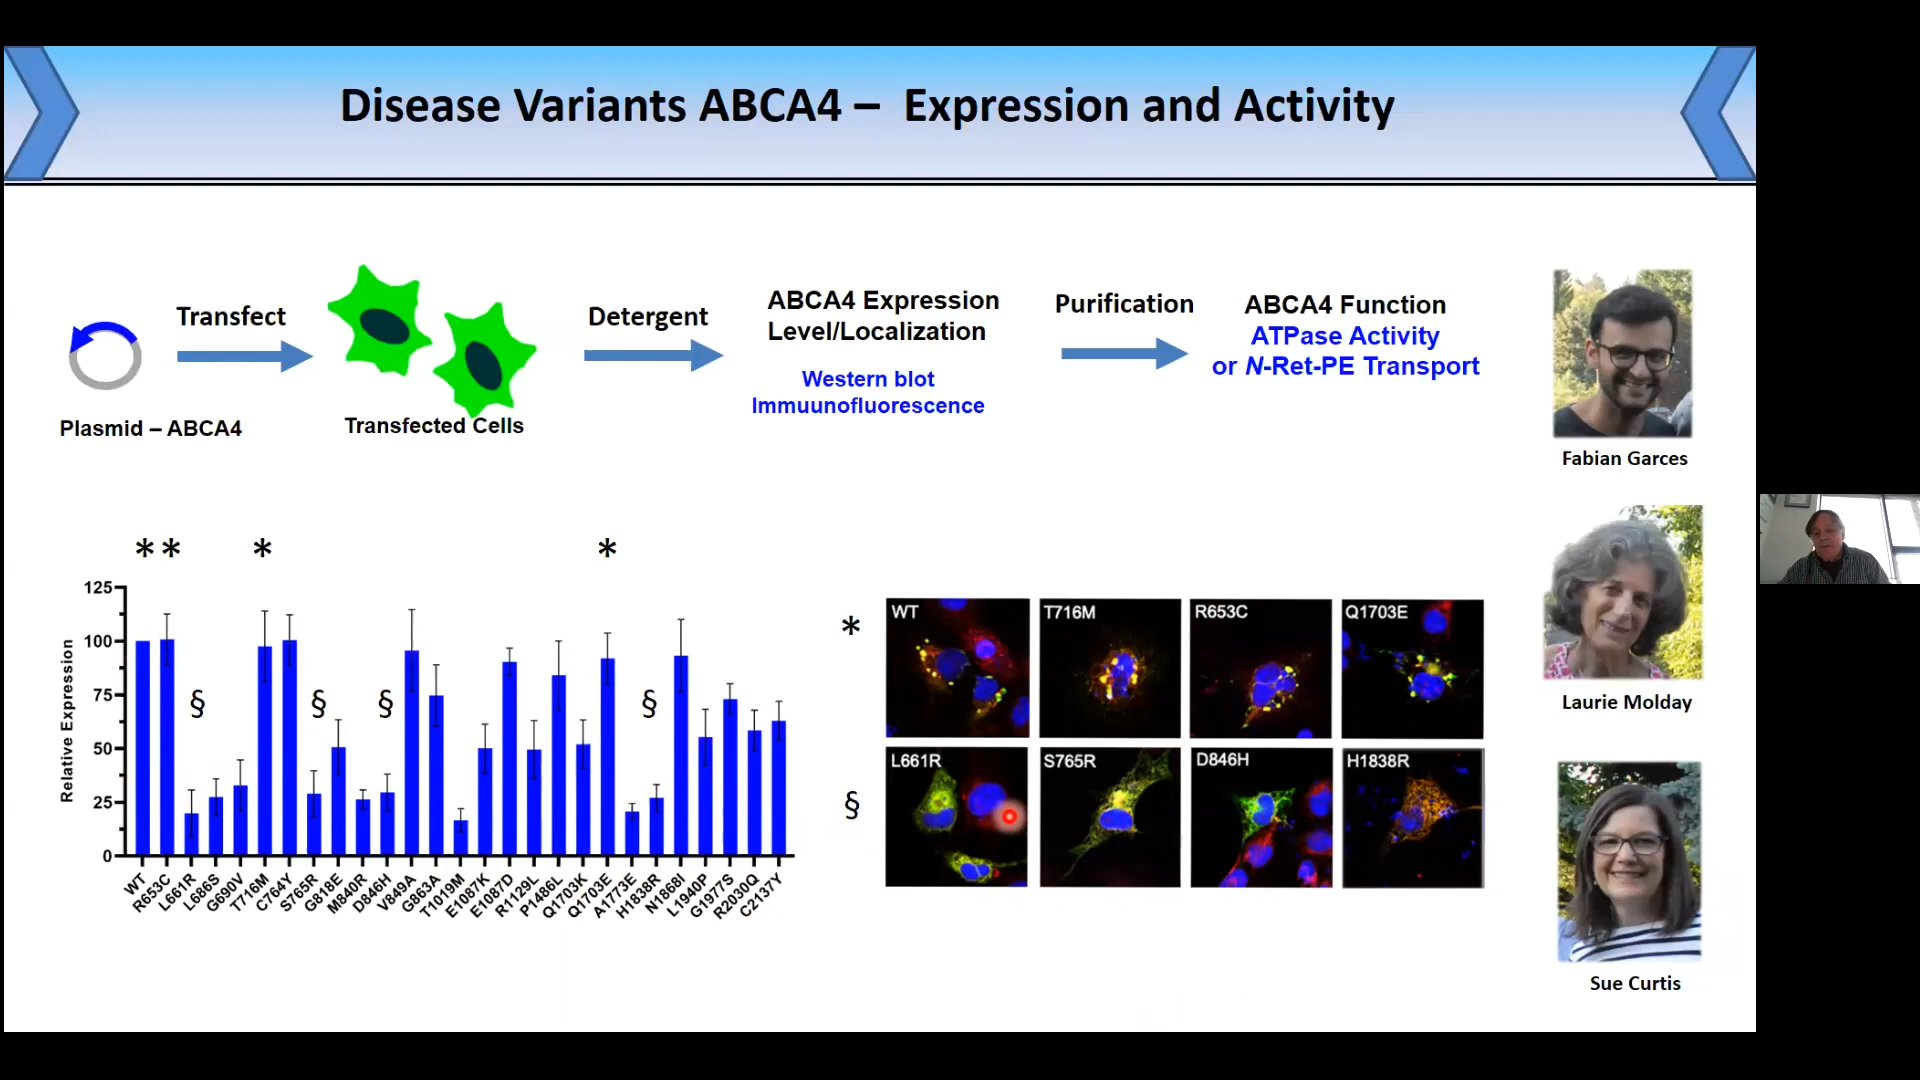 Disease Variants ABCA4 – Expression and Activity
Transfect
Detergent
ABCA4 Expression
Level/Localization
Purification
ABCA4 Function
ATPase Activity
or N-Ret-PE Transport
Western blot
Immuunofluorescence
Plasmid – ABCA4
Transfected Cells
Fabian Garces
* *
*
*
125
100
75
50
25
0
Relative Expression
§
§
§
§
WT
R653C
L661R
L686S
G690V
T716M
C764Y
S765R
G818E
M840R
D846H
V849A
G863A
T1019M
E1087K
E1087D
R1129L
P1486L
Q1703K
Q1703E
A1773E
H1838R
N1868I
L1940P
G1977S
R2030Q
C2137Y
*
WT
T716M
R653C
Q1703E
§
L661R
S765R
D846H
H1838R
Laurie Molday
Sue Curtis